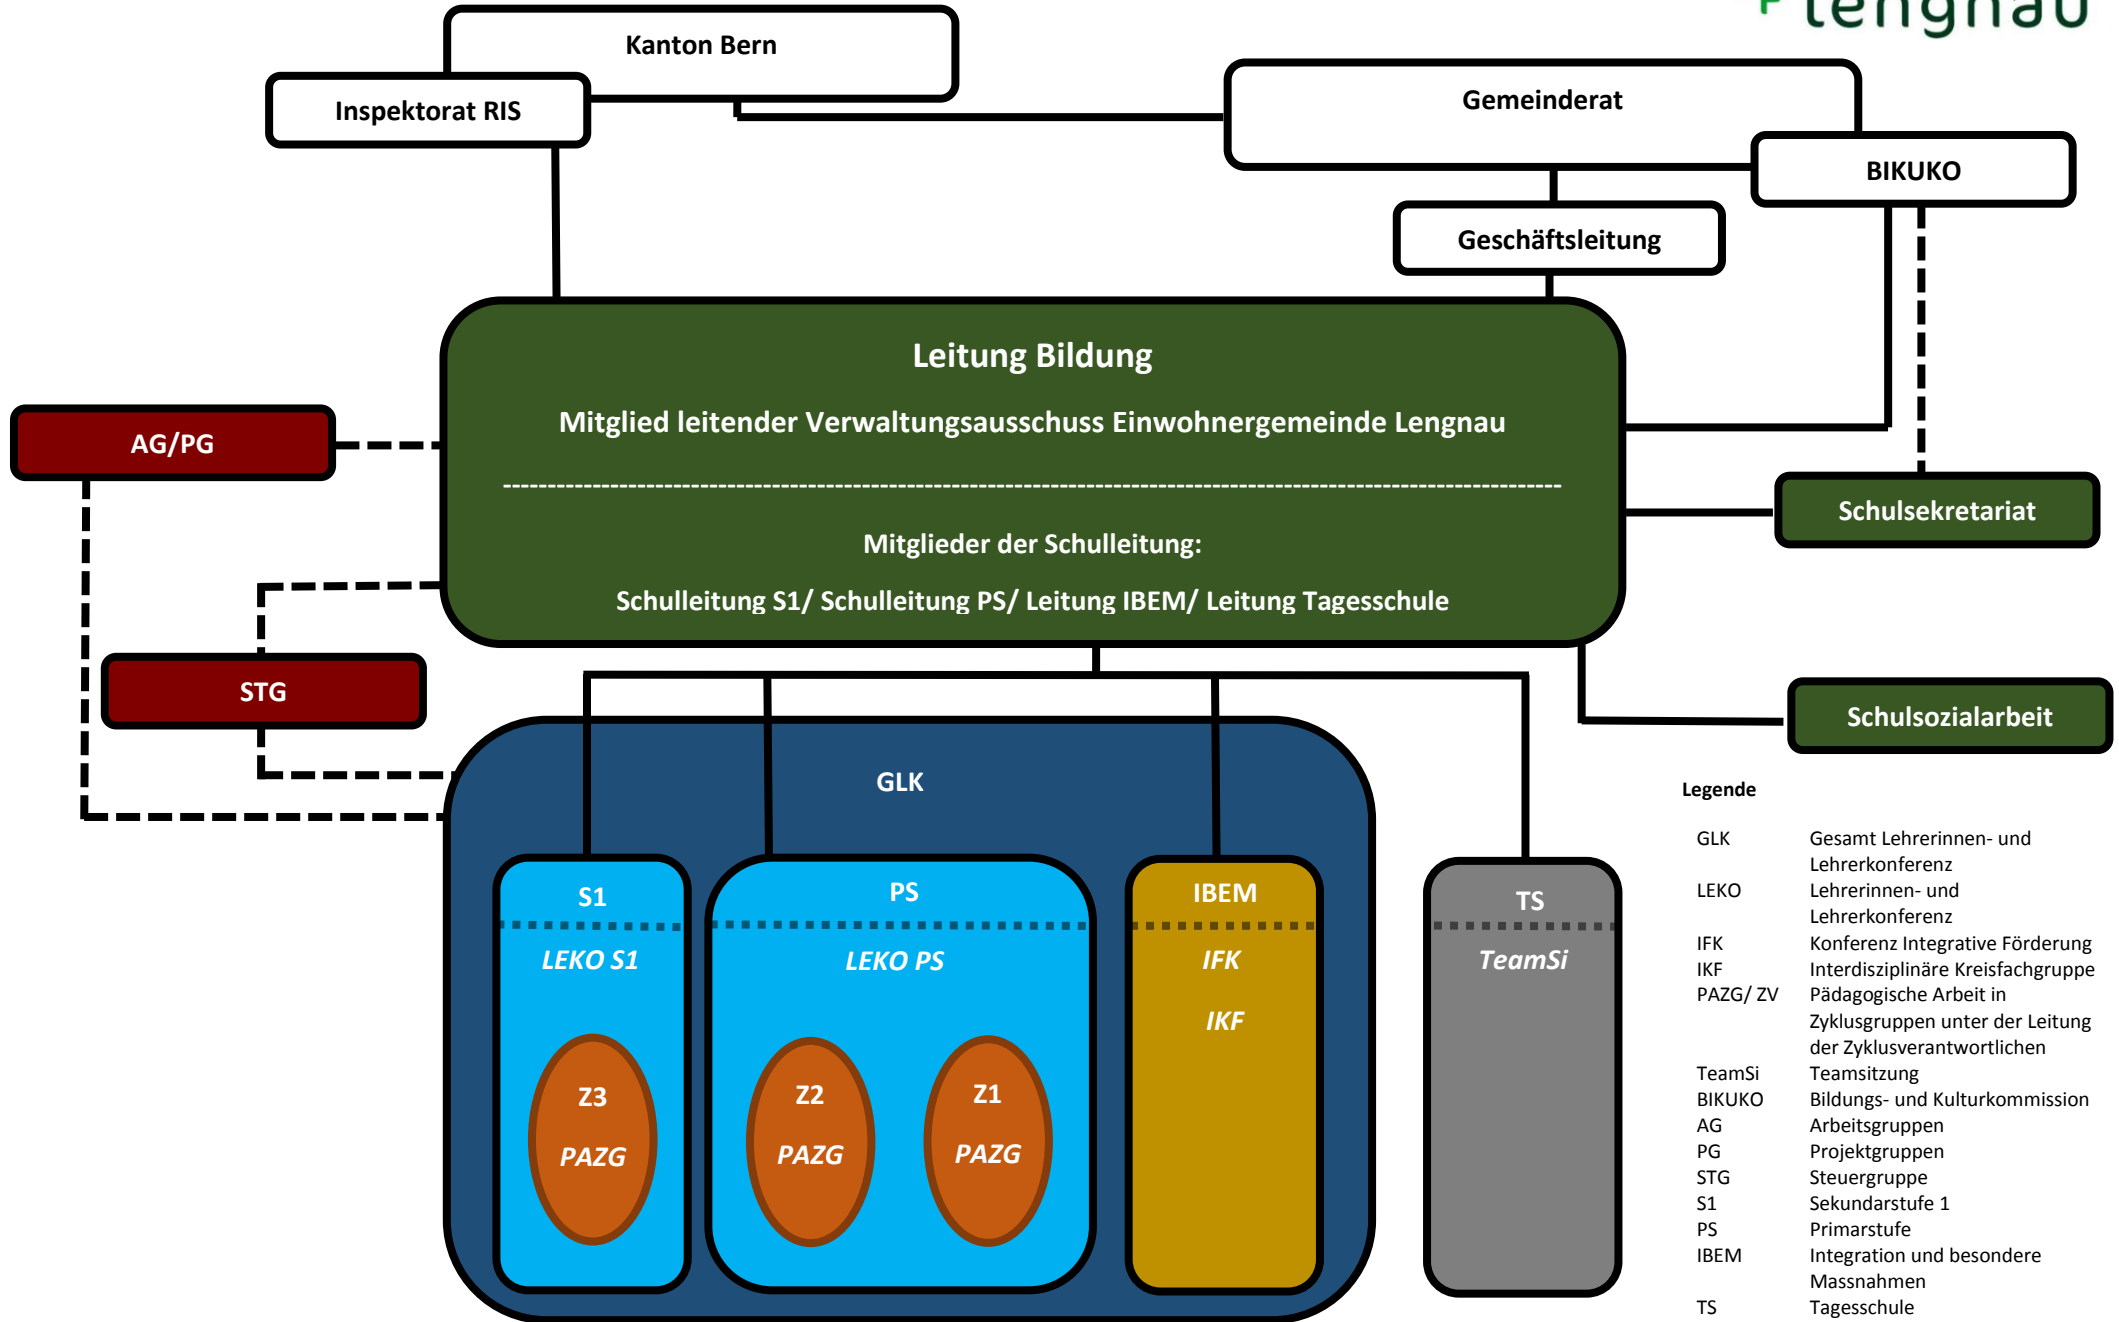 lengnau
Kanton Bern
Inspektorat RIS
Gemeinderat
BIKUKO
Geschäftsleitung
Leitung Bildung
Mitglied leitender Verwaltungsausschuss Einwohnergemeinde Lengnau
Mitglieder der Schulleitung:
Schulleitung S1/ Schulleitung PS/ Leitung IBEM/ Leitung Tagesschule
AG/PG
STG
Schulsekretariat
Schulsozialarbeit
GLK
S1
LEKO S1
Z3
PAZG
PS
LEKO PS
Z2
PAZG
Z1
PAZG
IBEM
IFK
IKF
TS
TeamSi
Legende
GLK Gesamt Lehrerinnen- und
Lehrerkonferenz
LEKO Lehrerinnen- und
Lehrerkonferenz
IFK Konferenz Integrative Förderung
IKF Interdisziplinäre Kreisfachgruppe
PAZG/ ZV Pädagogische Arbeit in
Zyklusgruppen unter der Leitung
der Zyklusverantwortlichen
TeamSi Teamsitzung
BIKUKO Bildungs- und Kulturkommission
AG Arbeitsgruppen
PG Projektgruppen
STG Steuergruppe
S1 Sekundarstufe 1
PS Primarstufe
IBEM Integration und besondere
Massnahmen
TS Tagesschule